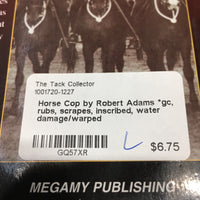 The Tack Collector
1001720-1227
Horse Cop by Robert Adams *gc,
rubs, scrapes, inscribed, water
damage/warped
GQ57XR
L
$6.75
MEGAMY PUBLISHIN